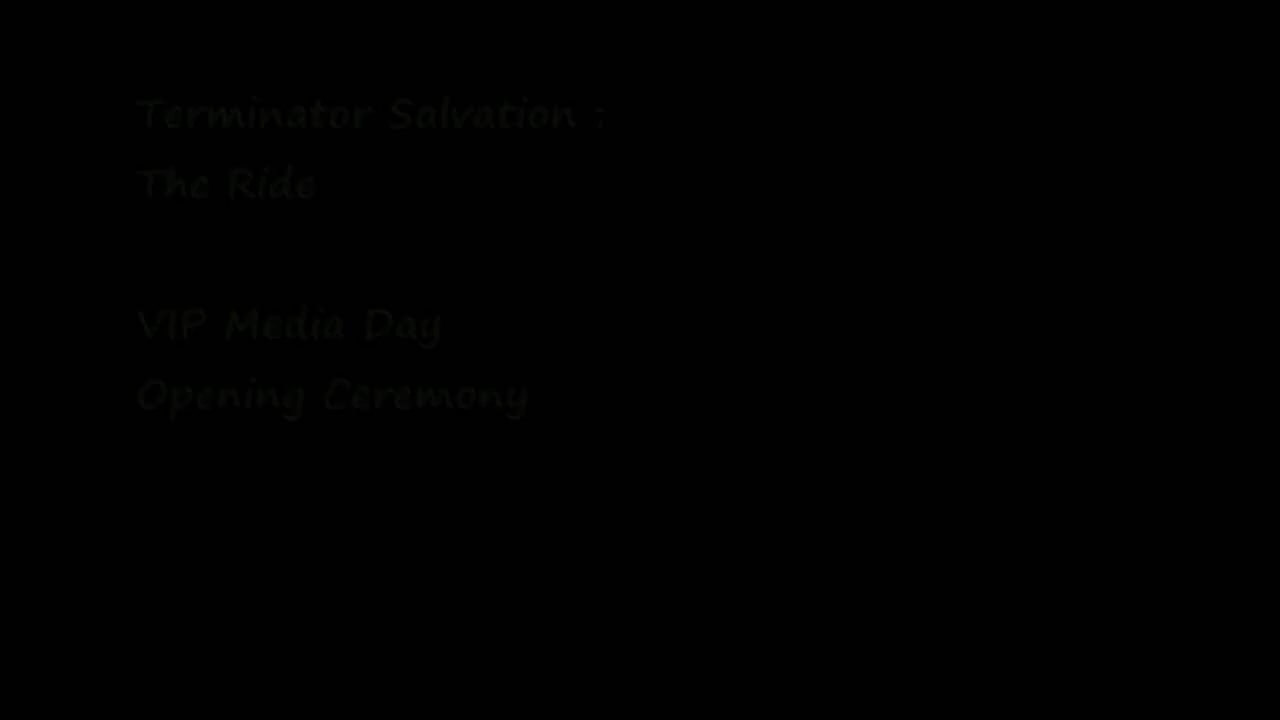 Terminator Salvation :
The Ride
VIP Media Day
Opening Ceremony